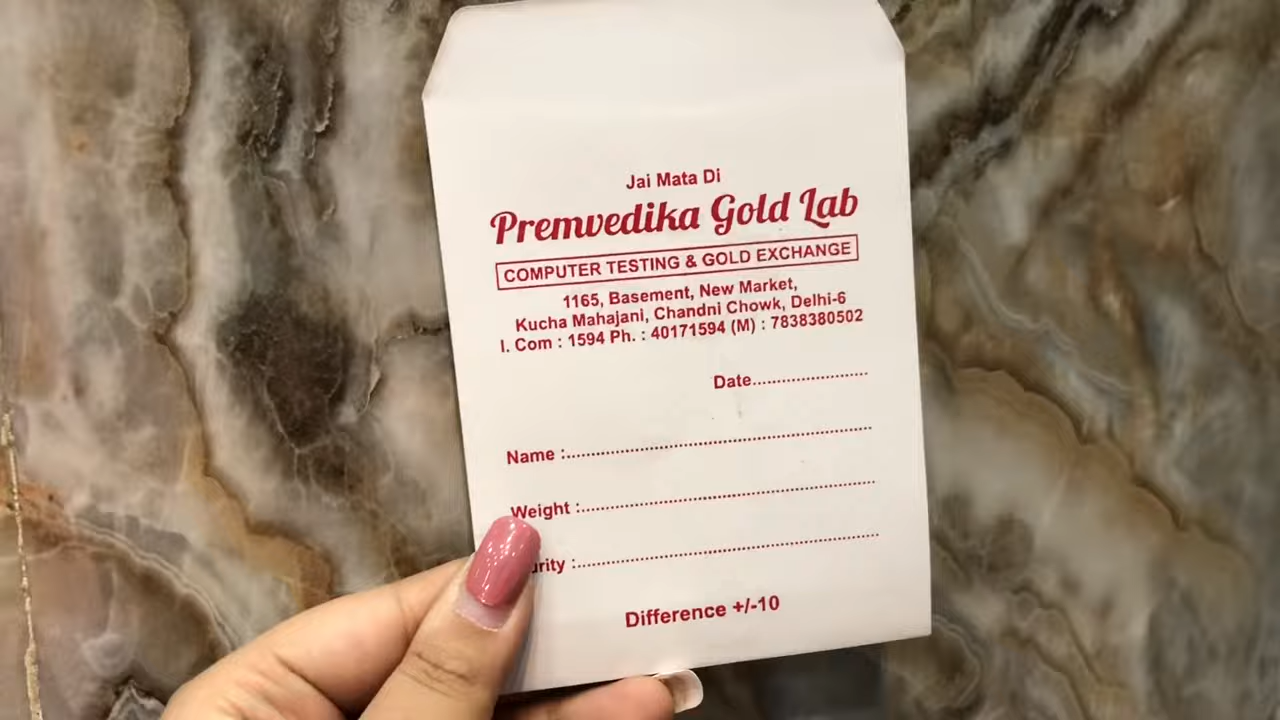 Jai Mata Di
Premvedika Gold Lab
COMPUTER TESTING & GOLD EXCHANGE
1165, Basement, New Market,
Kucha Mahajani, Chandni Chowk, Delhi-6
I. Com : 1594 Ph. : 40171594 (M) : 7838380502
Date......................
Name :..........................................................
Weight :........................................................
urity :..........................................................
Difference +/-10